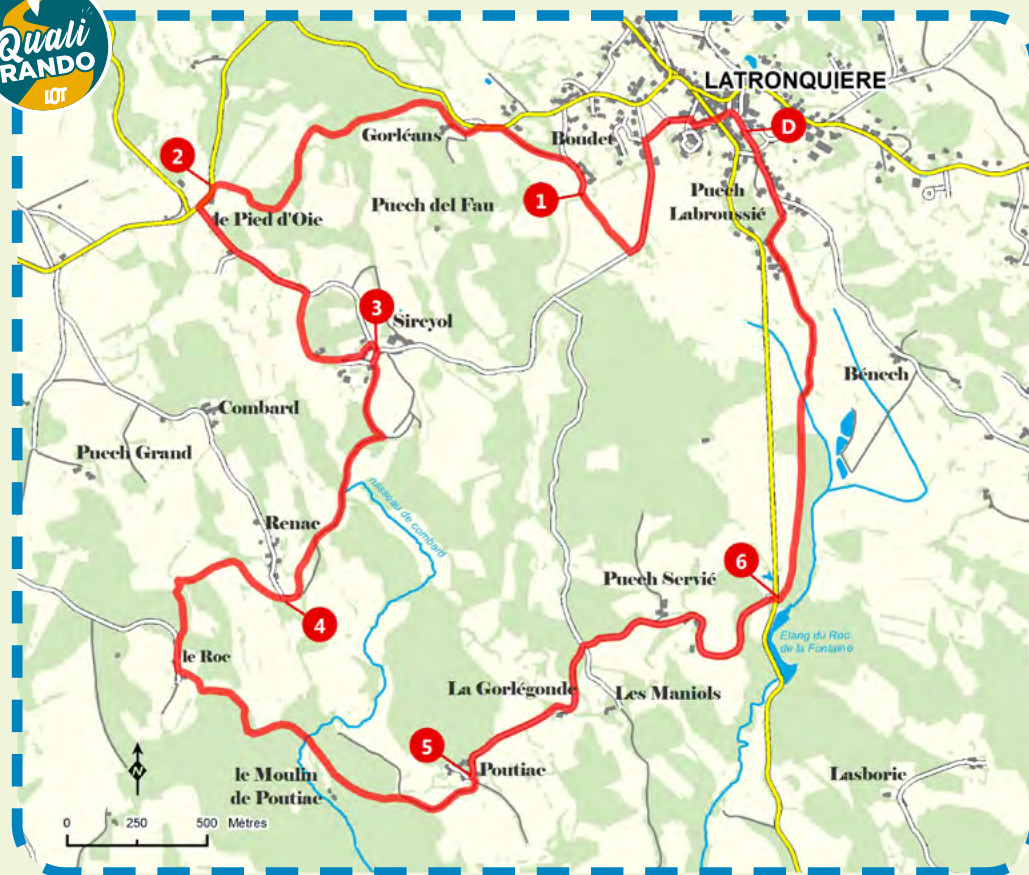 Quali
RANDO
LOT
LATRONQUIERE
D
Gorléans
Boudet
2
1
Puech
Labroussié
Puech del Fau
le Pied d'Oie
3
Sireyol
Bénech
Combard
Puech Grand
ruisseau de combard
Renac
6
Puech Servié
4
Etang du Roc
de la Fontaine
le Roc
La Gorlégonde
Les Maniols
5
Poutiac
le Moulin
de Poutiac
Lasborie
N
0 250 500 Mètres